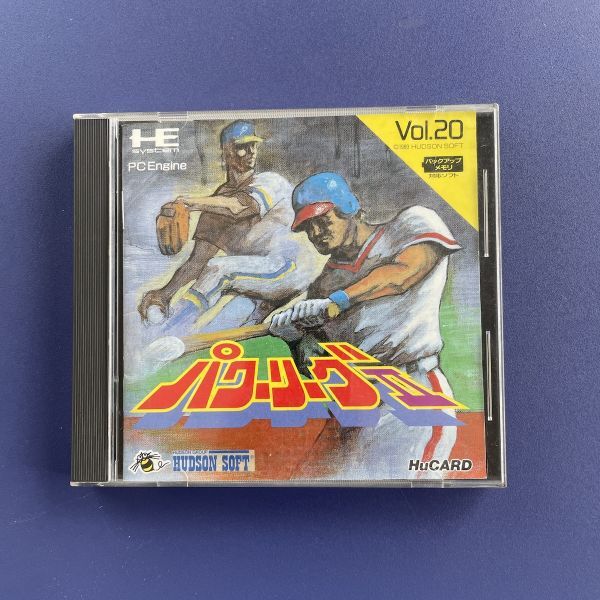 HE
system
PC Engine
Vol.20
© 1989 HUDSON SOFT
バックアップ
メモリ
対応ソフト
パワーリーグII
HUDSON SOFT
HuCARD